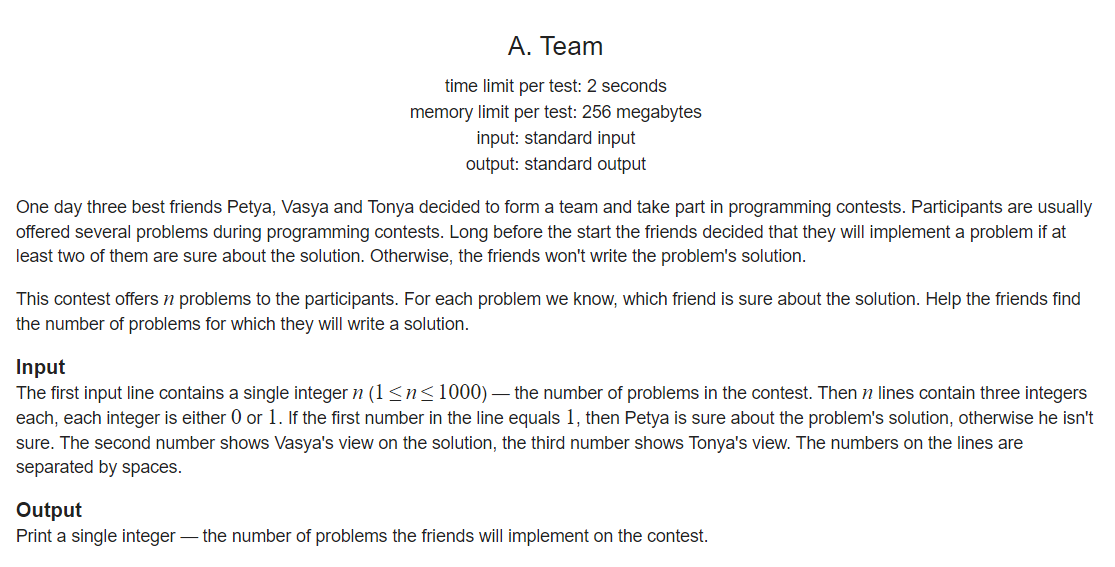 A. Team
time limit per test: 2 seconds
memory limit per test: 256 megabytes
input: standard input
output: standard output
One day three best friends Petya, Vasya and Tonya decided to form a team and take part in programming contests. Participants are usually
offered several problems during programming contests. Long before the start the friends decided that they will implement a problem if at
least two of them are sure about the solution. Otherwise, the friends won't write the problem's solution.
This contest offers n problems to the participants. For each problem we know, which friend is sure about the solution. Help the friends find
the number of problems for which they will write a solution.
Input
The first input line contains a single integer n (1 ≤ n ≤ 1000) — the number of problems in the contest. Then n lines contain three integers
each, each integer is either 0 or 1. If the first number in the line equals 1, then Petya is sure about the problem's solution, otherwise he isn't
sure. The second number shows Vasya's view on the solution, the third number shows Tonya's view. The numbers on the lines are
separated by spaces.
Output
Print a single integer — the number of problems the friends will implement on the contest.